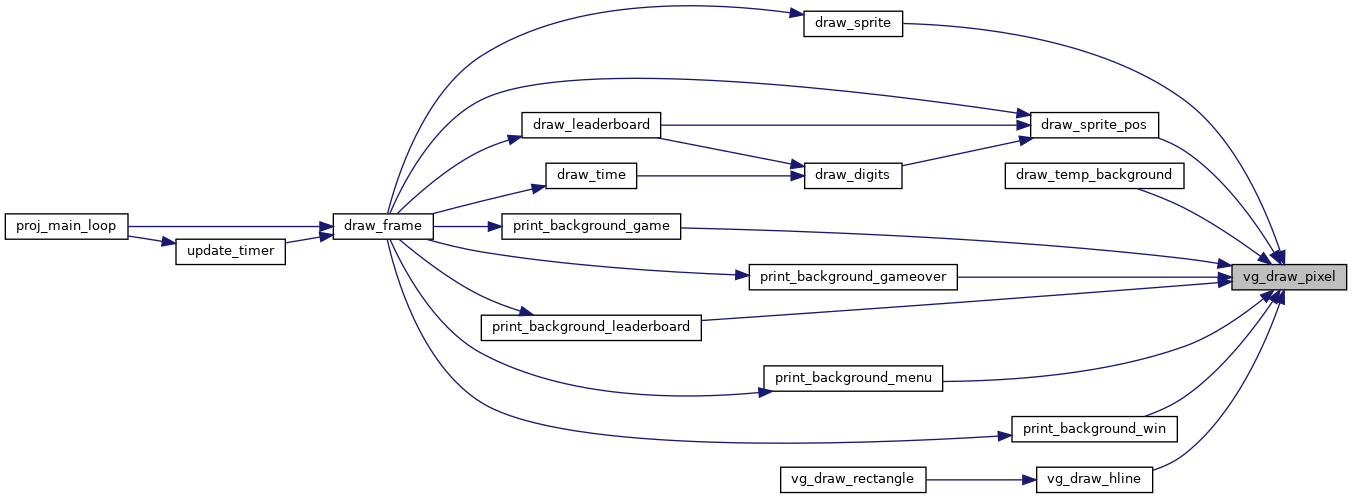 draw_sprite
draw_leaderboard
draw_sprite_pos
draw_time
draw_digits
draw_temp_background
proj_main_loop
draw_frame
print_background_game
update_timer
print_background_gameover
vg_draw_pixel
print_background_leaderboard
print_background_menu
print_background_win
vg_draw_rectangle
vg_draw_hline